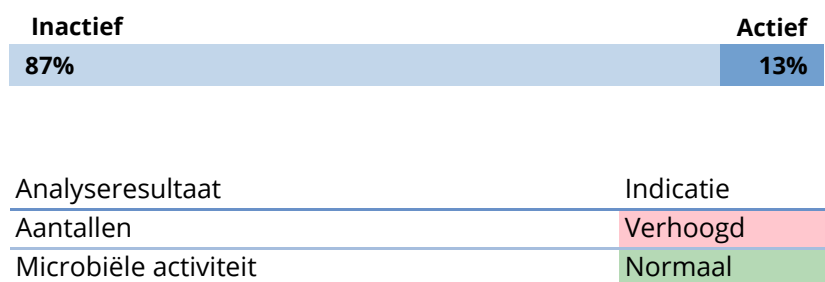 Inactief Actief
87% 13%
Analyseresultaat Indicatie
Aantallen Verhoogd
Microbiële activiteit Normaal